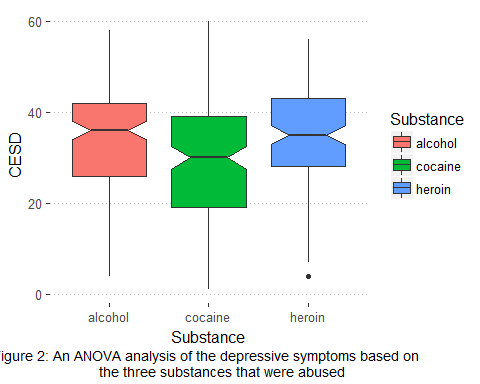 60
40
20
0
CESD
alcohol cocaine heroin
Substance
Substance
alcohol
cocaine
heroin
igure 2: An ANOVA analysis of the depressive symptoms based on
the three substances that were abused